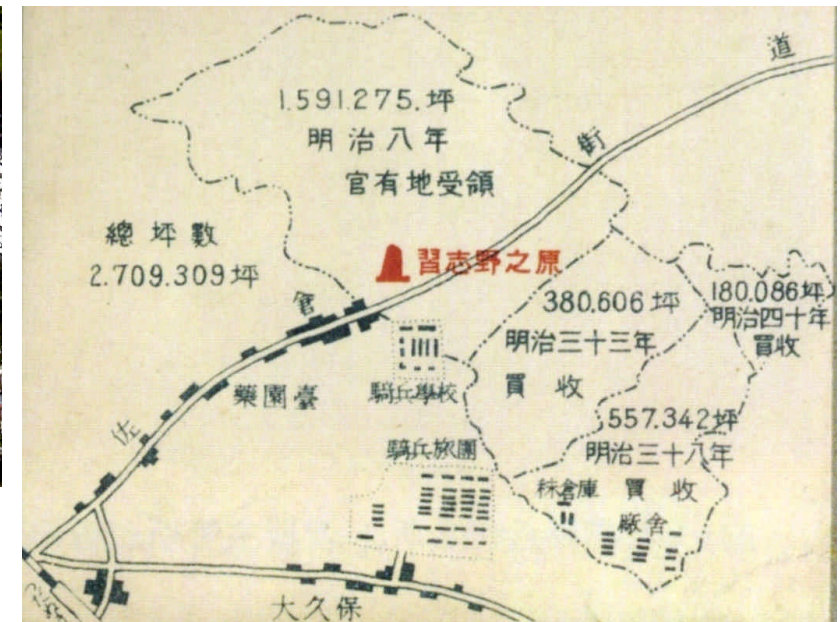 道
街
1.591.275.坪
明治八年
官有地受領
總坪數
2.709.309坪
習志野之原
倉
380.606坪
明治三十三年
買收
180.086坪
明治四十年
買收
藥園臺
騎兵學校
佐
557.342坪
明治三十八年
買收
騎兵旅團
秣倉庫
廠舍
大久保